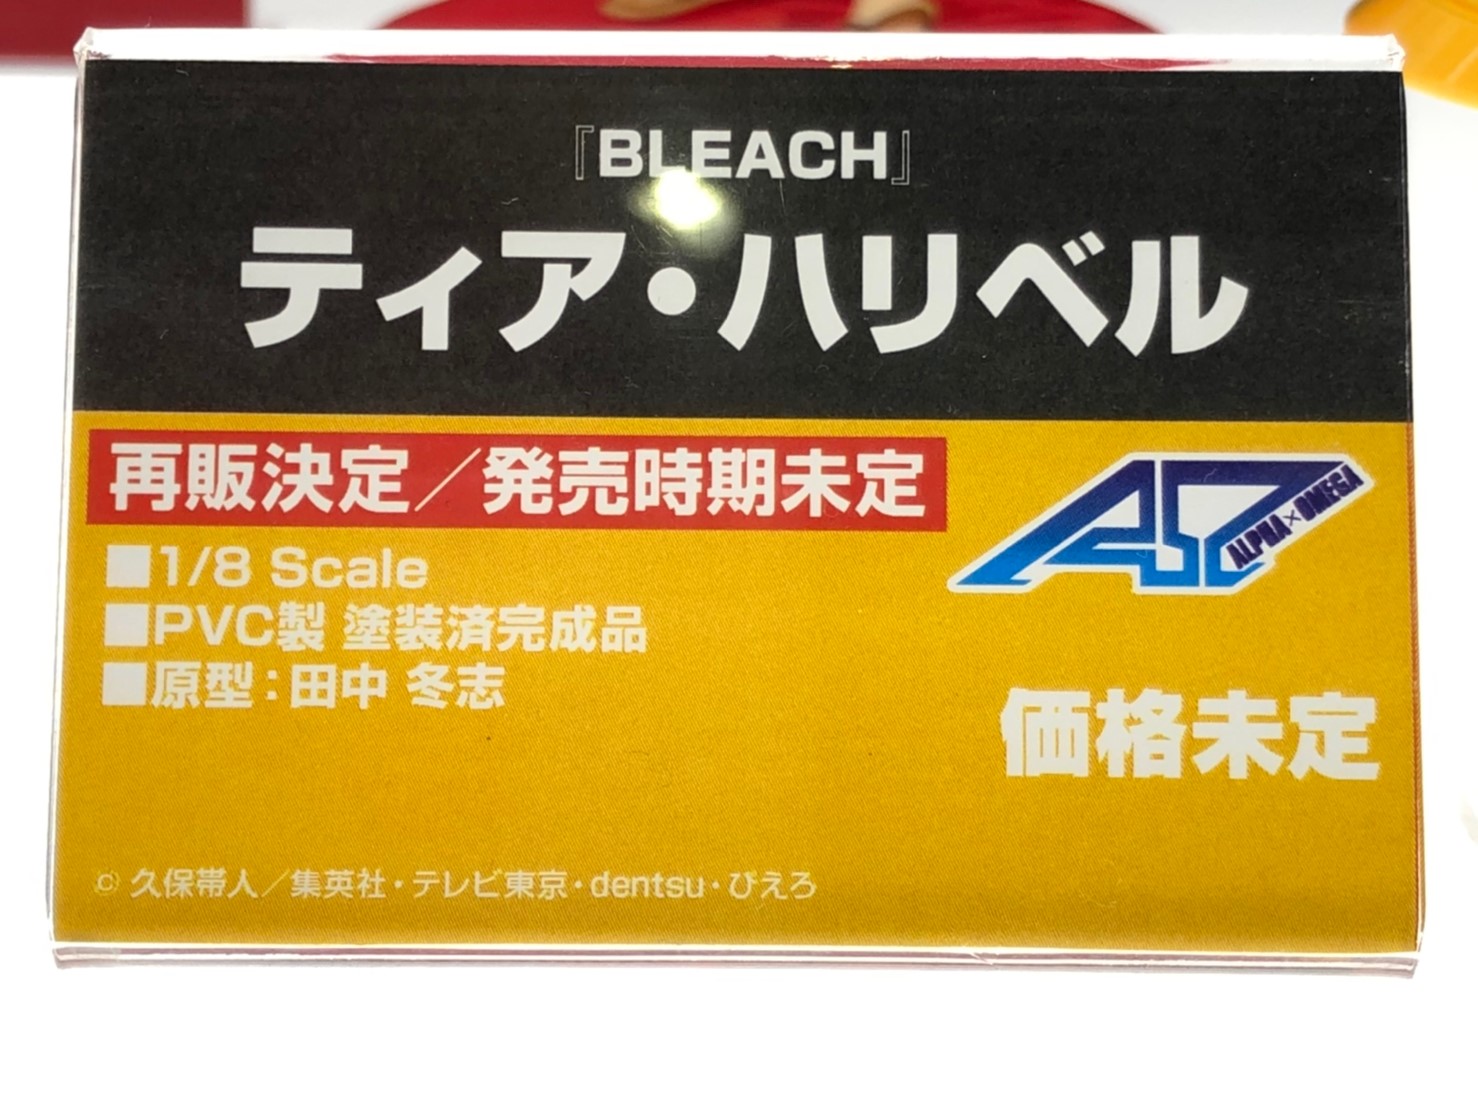 『BLEACH』
ティア・ハリベル
再販決定／発売時期未定
ALPHA×OMEGA
■1/8 Scale
■PVC製 塗装済完成品
■原型：田中 冬志
価格未定
© 久保帯人／集英社・テレビ東京・dentsu・ぴえろ